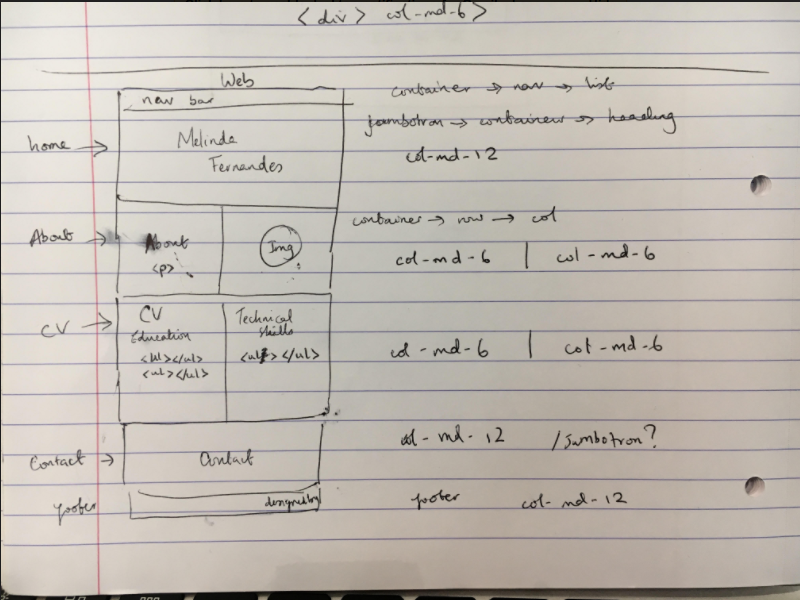 <div> col-md-6>
Web
nav bar
container → nav → list
home →
Melinda
Fernandes
jumbotron → container → heading
col-md-12
container → row → col
About →
About
<p>
Img
col-md-6 | col-md-6
CV →
CV
Education
<ul></ul>
<ul></ul>
Technical
skills
<ul></ul>
col-md-6 | col-md-6
Contact →
Contact
col-md-12 /Jumbotron?
footer
designed by
footer col-md-12